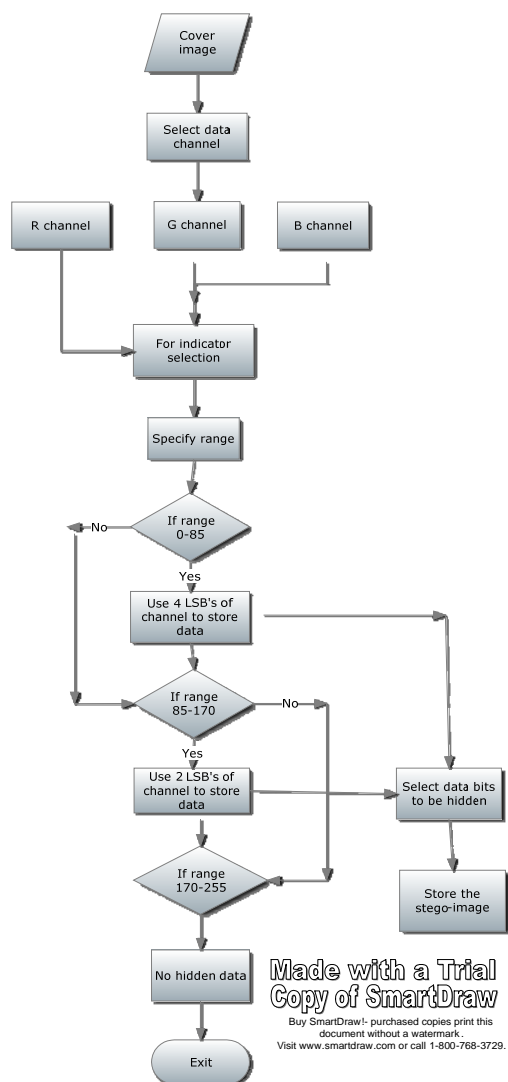 Cover
image
Select data
channel
R channel
G channel
B channel
For indicator
selection
Specify range
If range
0-85
No
Yes
Use 4 LSB's of
channel to store
data
If range
85-170
No
Yes
Use 2 LSB's of
channel to store
data
Select data bits
to be hidden
If range
170-255
Store the
stego-image
No hidden data
Made with a Trial
Copy of SmartDraw
Buy SmartDraw!- purchased copies print this
document without a watermark.
Visit www.smartdraw.com or call 1-800-768-3729.
Exit